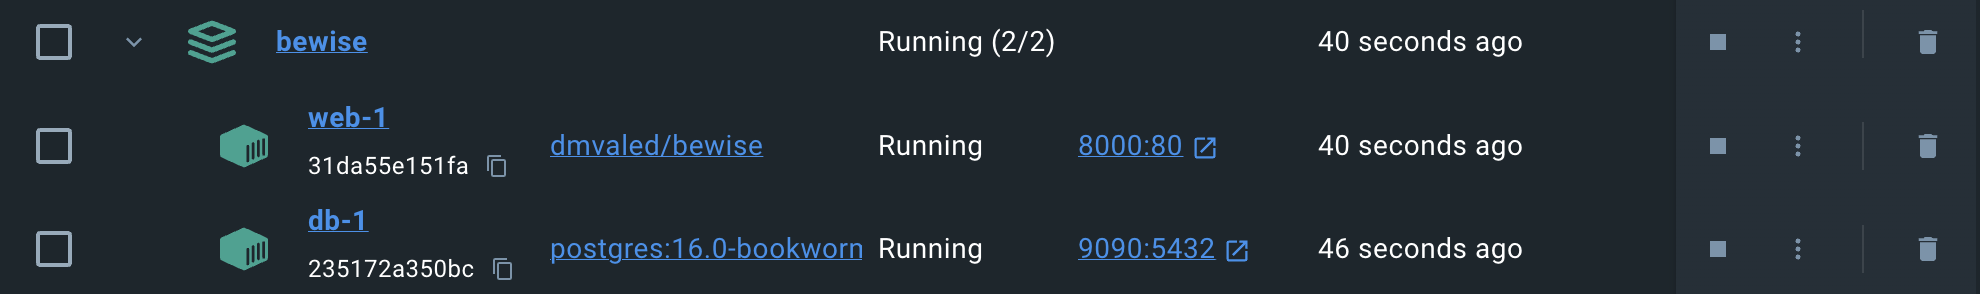 bewise Running (2/2) 40 seconds ago
web-1
dmvaled/bewise Running 8000:80 40 seconds ago
31da55e151fa
db-1
postgres:16.0-bookworn Running 9090:5432 46 seconds ago
235172a350bc